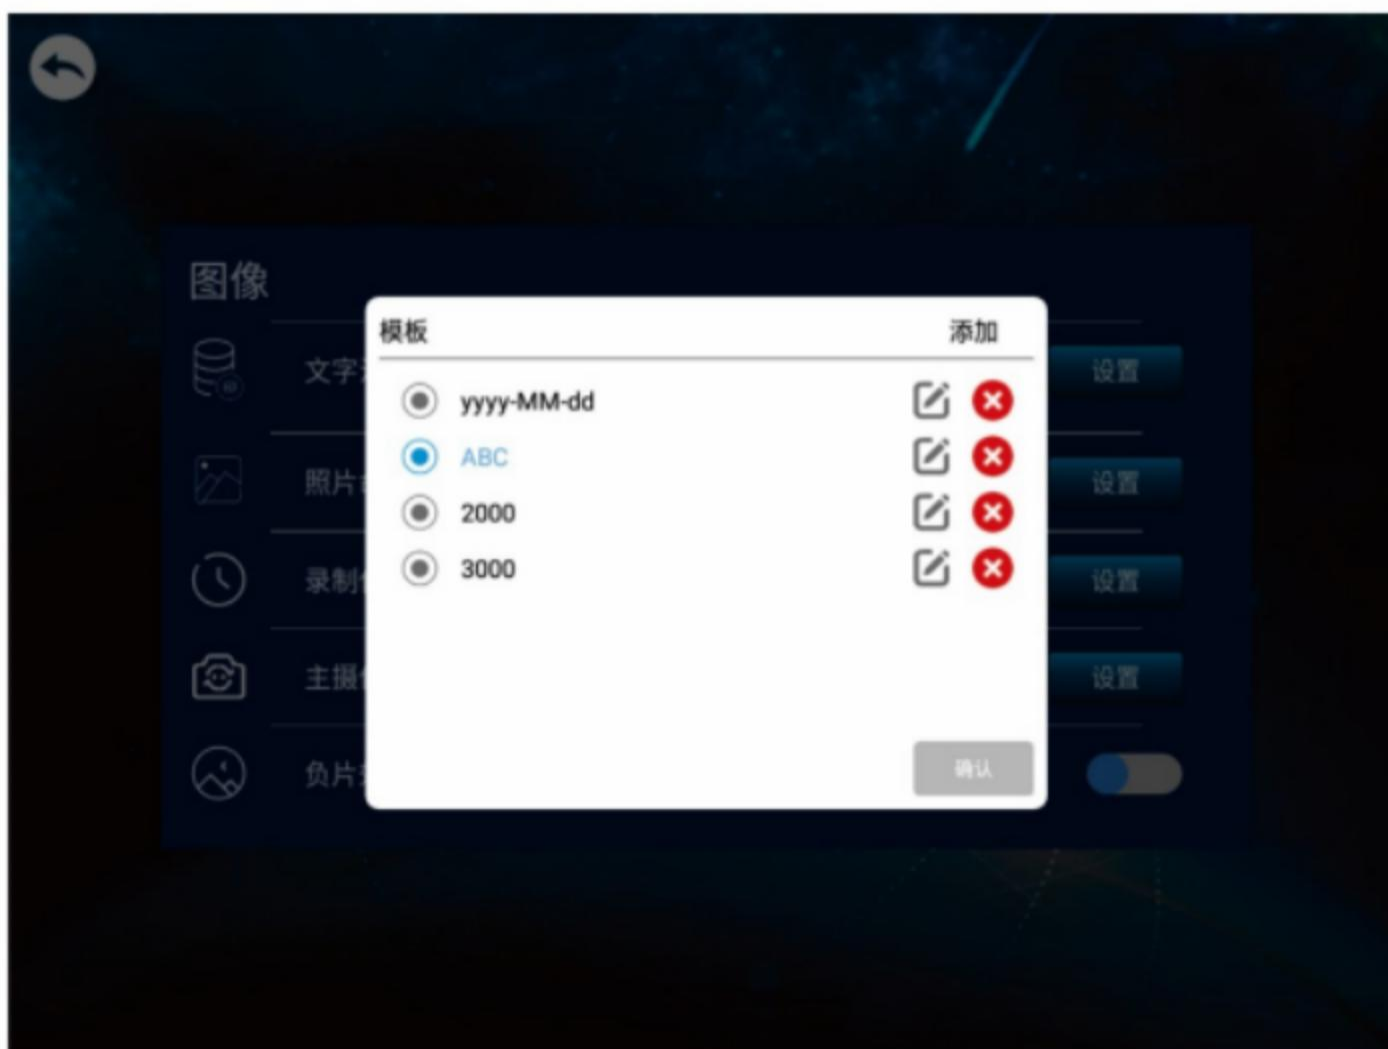 图像
模板 添加
文字 设置
yyyy-MM-dd
ABC
照片 设置
2000
3000
录制 设置
主摄 设置
负片
确认